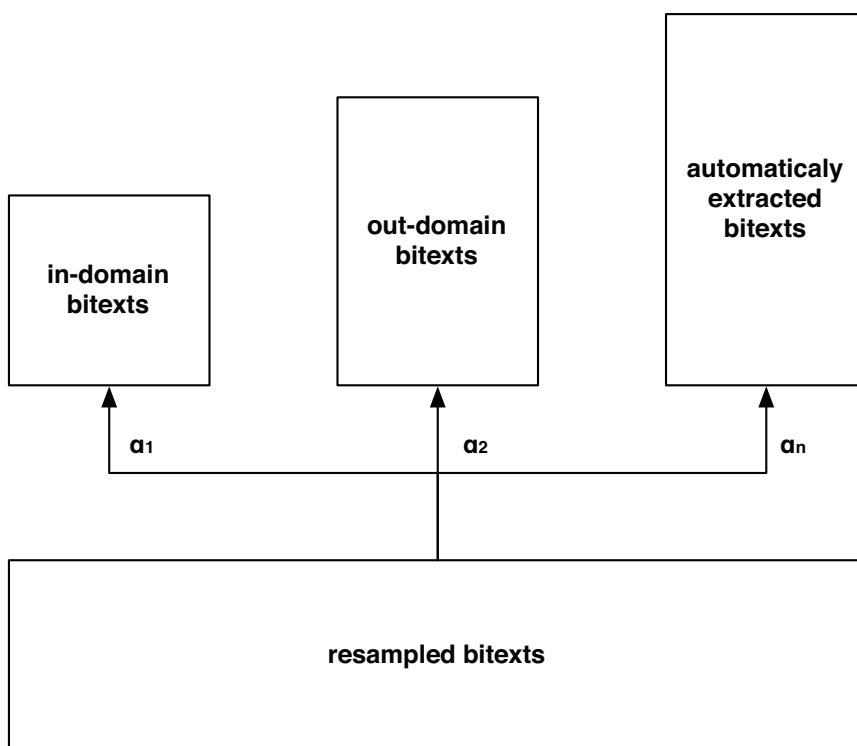 in-domain
bitexts
out-domain
bitexts
automaticaly
extracted
bitexts
α1
α2
αn
resampled bitexts